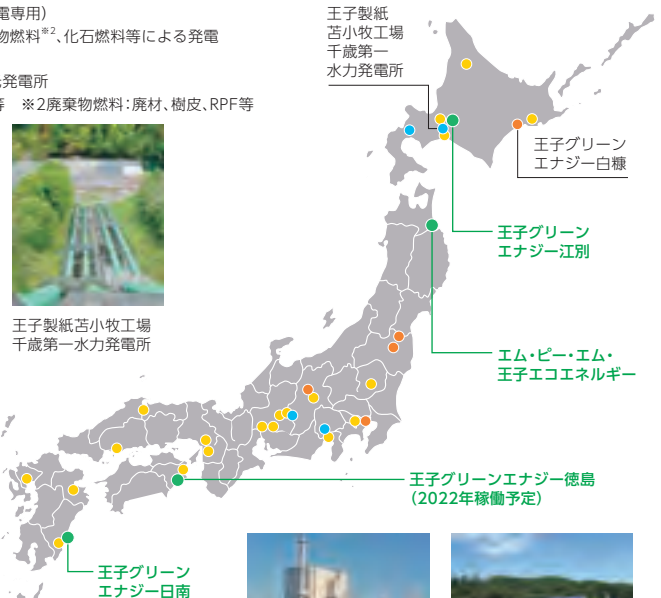 電専用)
物燃料※2、化石燃料等による発電
発電所
等 ※2廃棄物燃料：廃材、樹皮、RPF等
王子製紙
苫小牧工場
千歳第一
水力発電所
王子グリーン
エナジー白糠
王子グリーン
エナジー江別
王子製紙苫小牧工場
千歳第一水力発電所
エム・ピー・エム・
王子エコエネルギー
王子グリーンエナジー徳島
（2022年稼働予定）
王子グリーン
エナジー日南